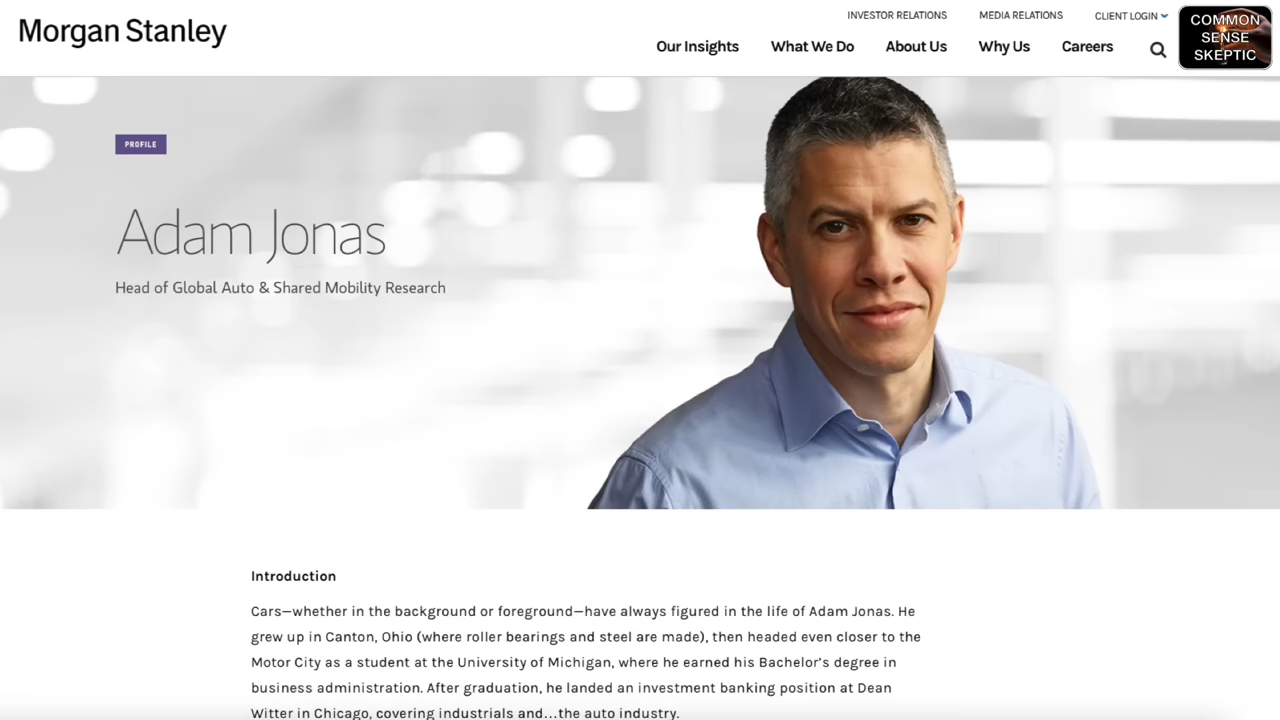 Morgan Stanley
INVESTOR RELATIONS
MEDIA RELATIONS
CLIENT LOGIN
COMMON
SENSE
SKEPTIC
Our Insights
What We Do
About Us
Why Us
Careers
PROFILE
Adam Jonas
Head of Global Auto & Shared Mobility Research
Introduction
Cars—whether in the background or foreground—have always figured in the life of Adam Jonas. He
grew up in Canton, Ohio (where roller bearings and steel are made), then headed even closer to the
Motor City as a student at the University of Michigan, where he earned his Bachelor's degree in
business administration. After graduation, he landed an investment banking position at Dean
Witter in Chicago, covering industrials and…the auto industry.